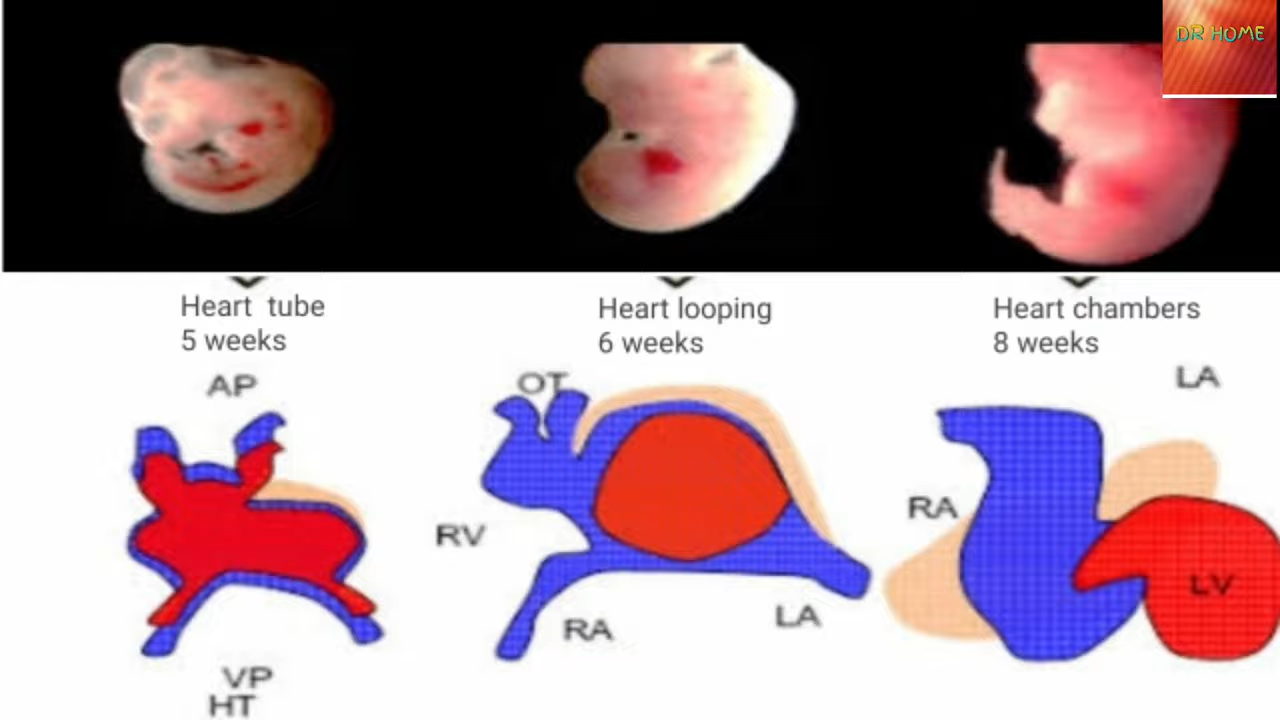 DR HOME
Heart tube
5 weeks
Heart looping
6 weeks
Heart chambers
8 weeks
AP
VP
HT
OT
RV
RA
LA
LA
RA
LV